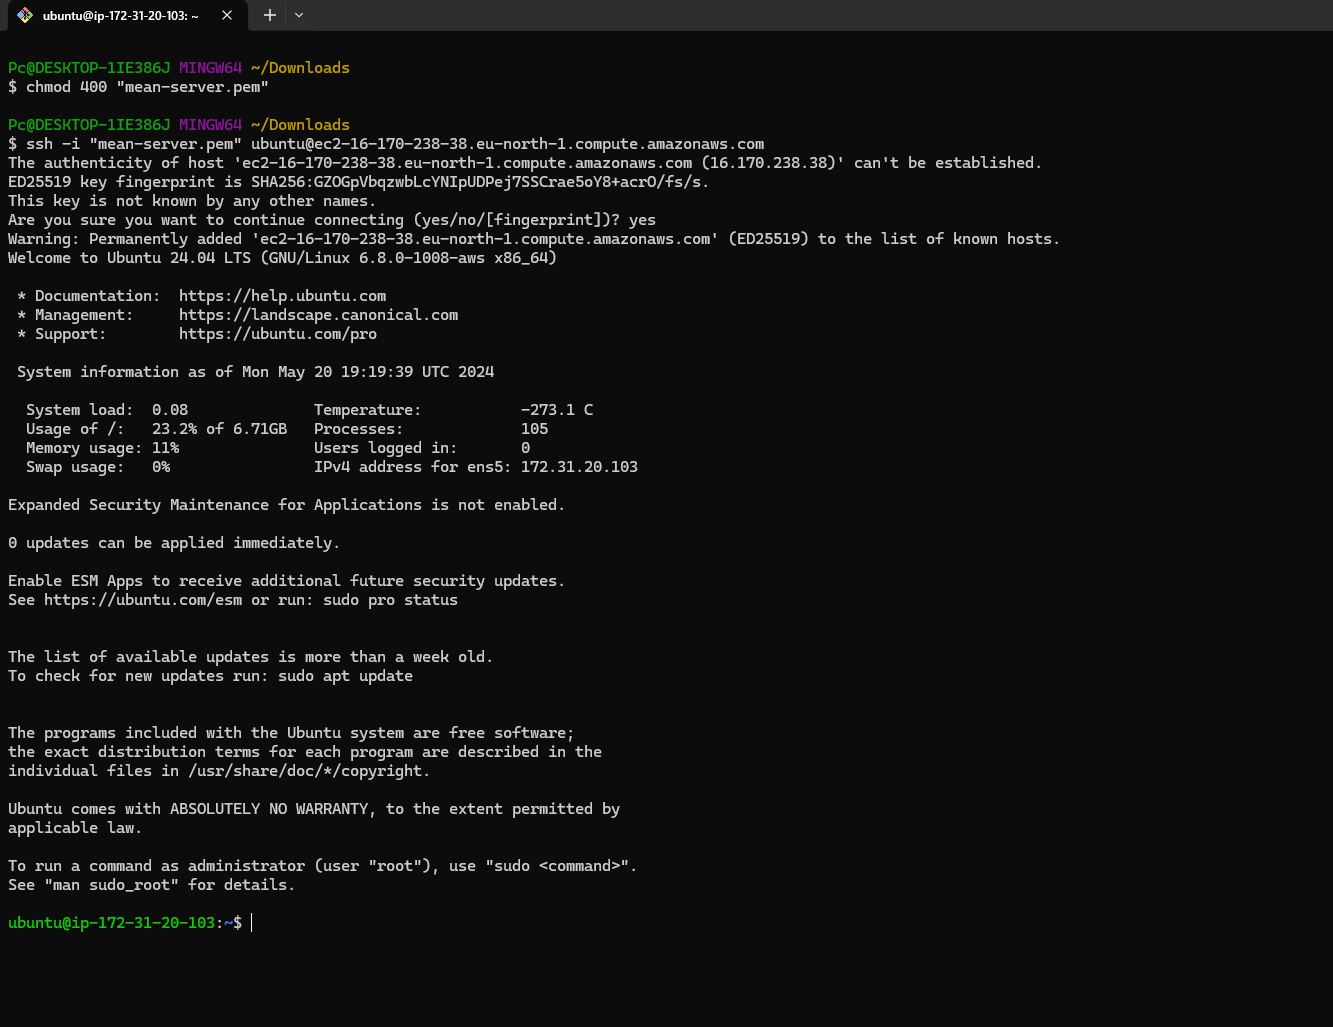 ubuntu@ip-172-31-20-103: ~
Pc@DESKTOP-1IE386J MINGW64 ~/Downloads
$ chmod 400 "mean-server.pem"
Pc@DESKTOP-1IE386J MINGW64 ~/Downloads
$ ssh -i "mean-server.pem" ubuntu@ec2-16-170-238-38.eu-north-1.compute.amazonaws.com
The authenticity of host 'ec2-16-170-238-38.eu-north-1.compute.amazonaws.com (16.170.238.38)' can't be established.
ED25519 key fingerprint is SHA256:GZOGpVbqzwbLcYNIpUDPej7SSCrae5oY8+acrO/fs/s.
This key is not known by any other names.
Are you sure you want to continue connecting (yes/no/[fingerprint])? yes
Warning: Permanently added 'ec2-16-170-238-38.eu-north-1.compute.amazonaws.com' (ED25519) to the list of known hosts.
Welcome to Ubuntu 24.04 LTS (GNU/Linux 6.8.0-1008-aws x86_64)
* Documentation:  https://help.ubuntu.com
* Management:     https://landscape.canonical.com
* Support:        https://ubuntu.com/pro
System information as of Mon May 20 19:19:39 UTC 2024
System load:  0.08              Temperature:           -273.1 C
Usage of /:   23.2% of 6.71GB   Processes:             105
Memory usage: 11%               Users logged in:       0
Swap usage:   0%                IPv4 address for ens5: 172.31.20.103
Expanded Security Maintenance for Applications is not enabled.
0 updates can be applied immediately.
Enable ESM Apps to receive additional future security updates.
See https://ubuntu.com/esm or run: sudo pro status
The list of available updates is more than a week old.
To check for new updates run: sudo apt update
The programs included with the Ubuntu system are free software;
the exact distribution terms for each program are described in the
individual files in /usr/share/doc/*/copyright.
Ubuntu comes with ABSOLUTELY NO WARRANTY, to the extent permitted by
applicable law.
To run a command as administrator (user "root"), use "sudo <command>".
See "man sudo_root" for details.
ubuntu@ip-172-31-20-103:~$